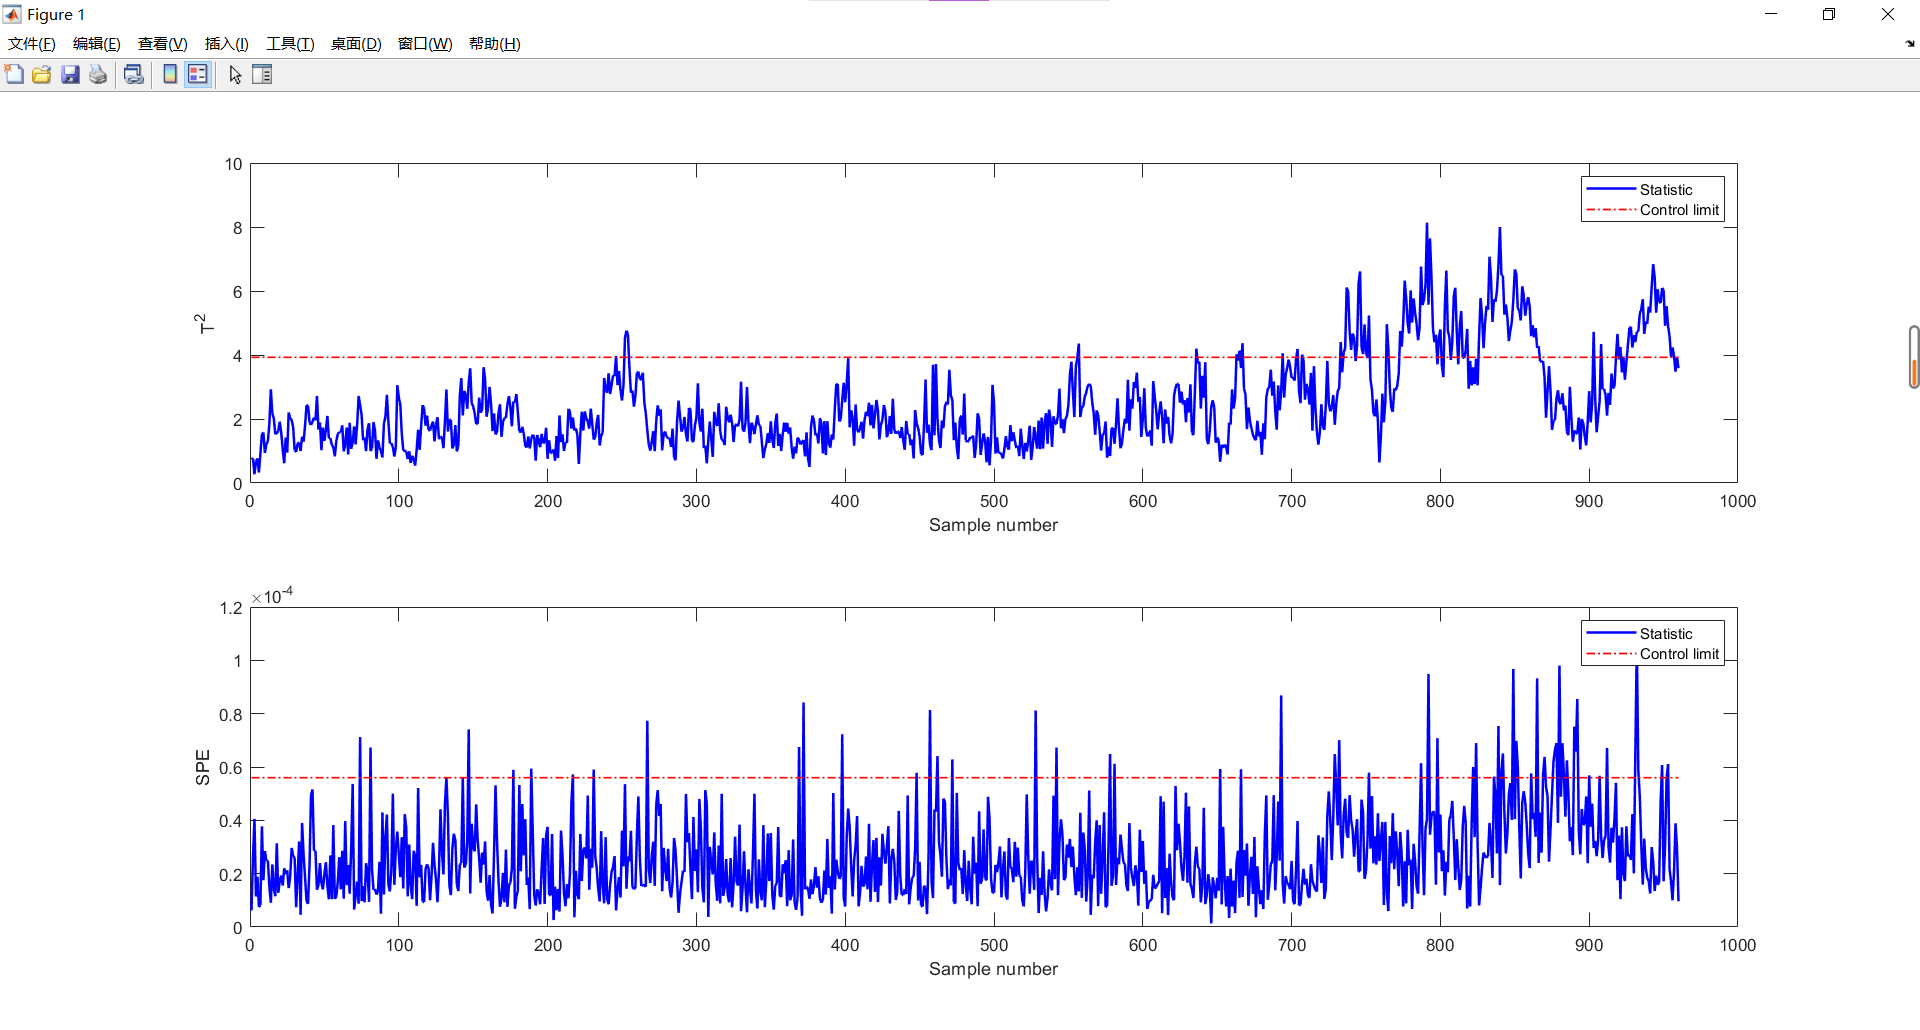 Figure 1
文件(F) 编辑(E) 查看(V) 插入(I) 工具(T) 桌面(D) 窗口(W) 帮助(H)
10
8
6
4
2
0
T2
0 100 200 300 400 500 600 700 800 900 1000
Sample number
Statistic
Control limit
×10-4
1.2
1
0.8
0.6
0.4
0.2
0
SPE
0 100 200 300 400 500 600 700 800 900 1000
Sample number
Statistic
Control limit